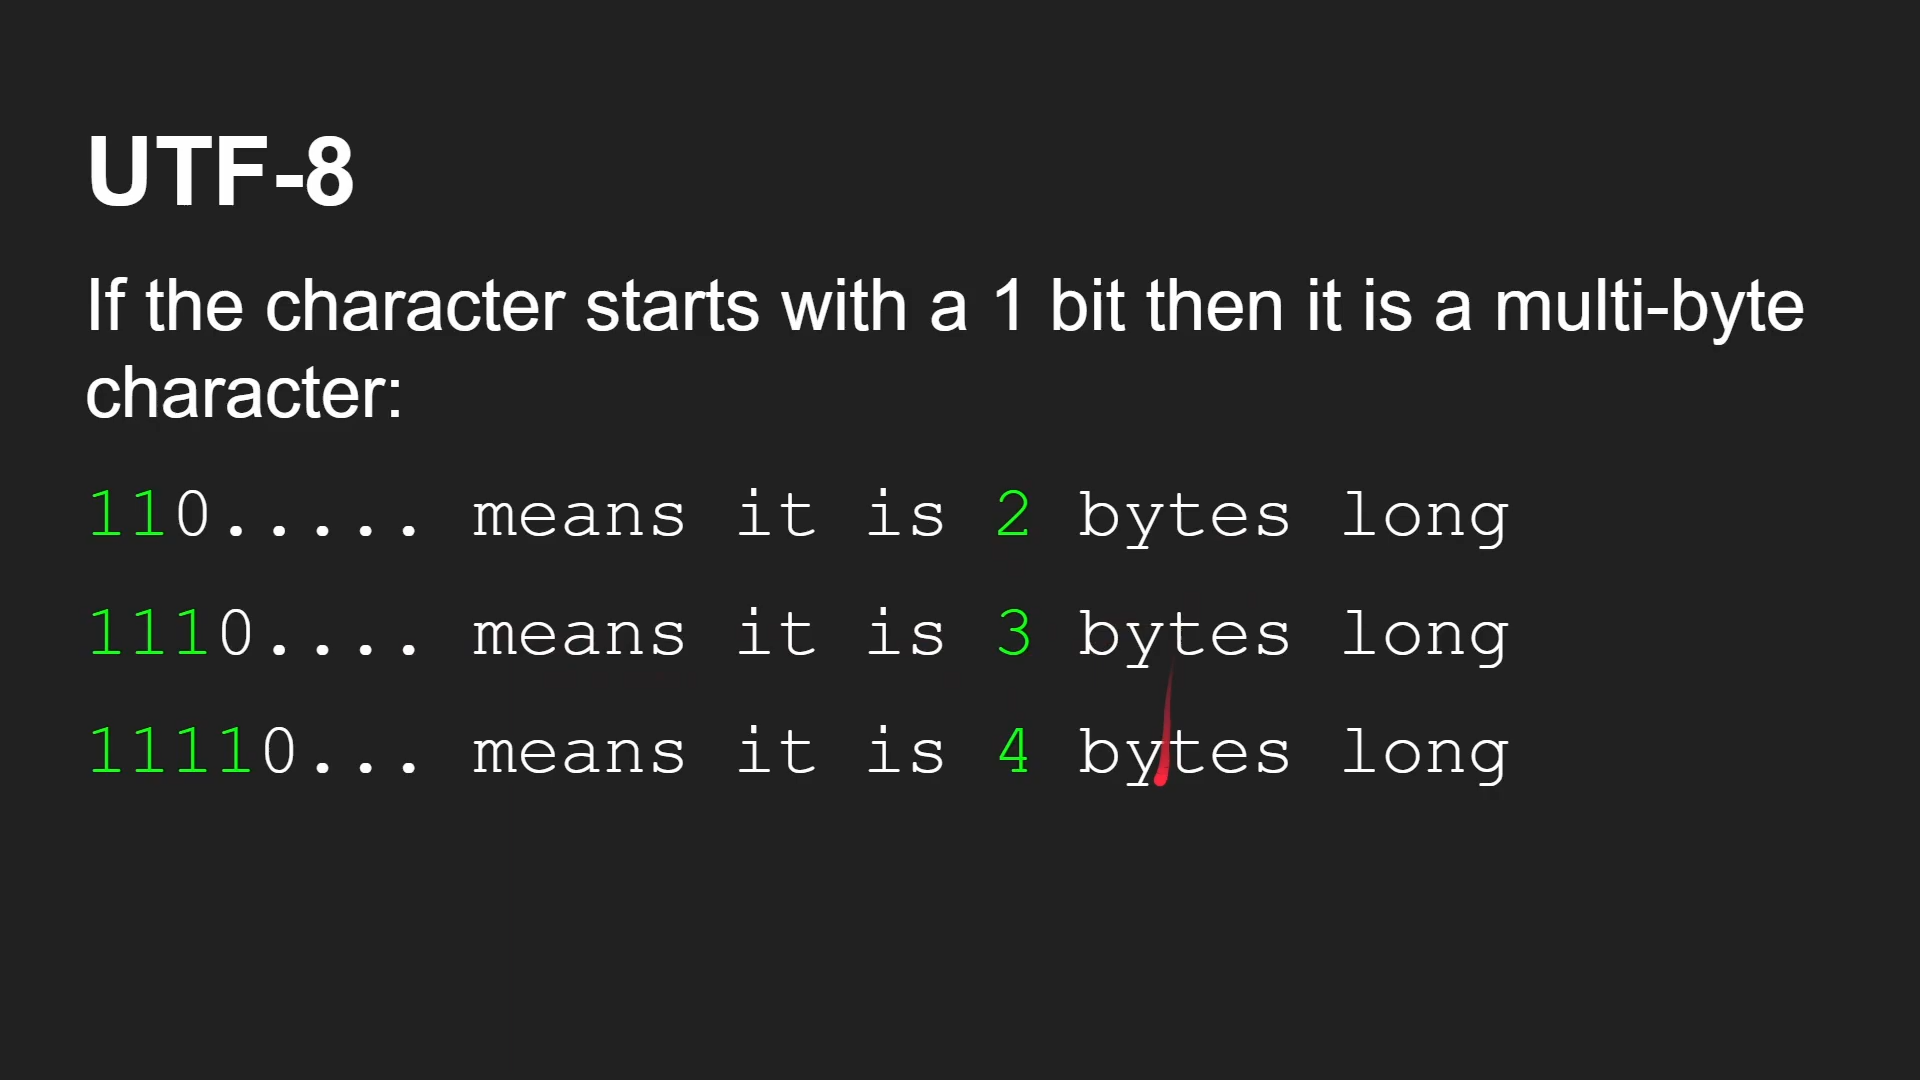 UTF-8
If the character starts with a 1 bit then it is a multi-byte
character:
110..... means it is 2 bytes long
1110.... means it is 3 bytes long
11110... means it is 4 bytes long